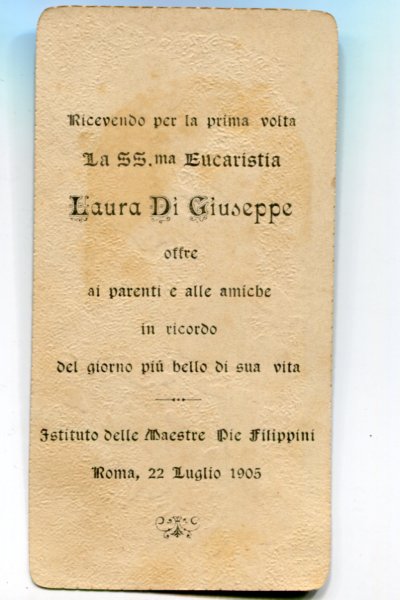 Ricevendo per la prima volta
La SS.ma Eucaristia
Laura Di Giuseppe
offre
ai parenti e alle amiche
in ricordo
del giorno più bello di sua vita
Istituto delle Maestre Pie Filippini
Roma, 22 Luglio 1905